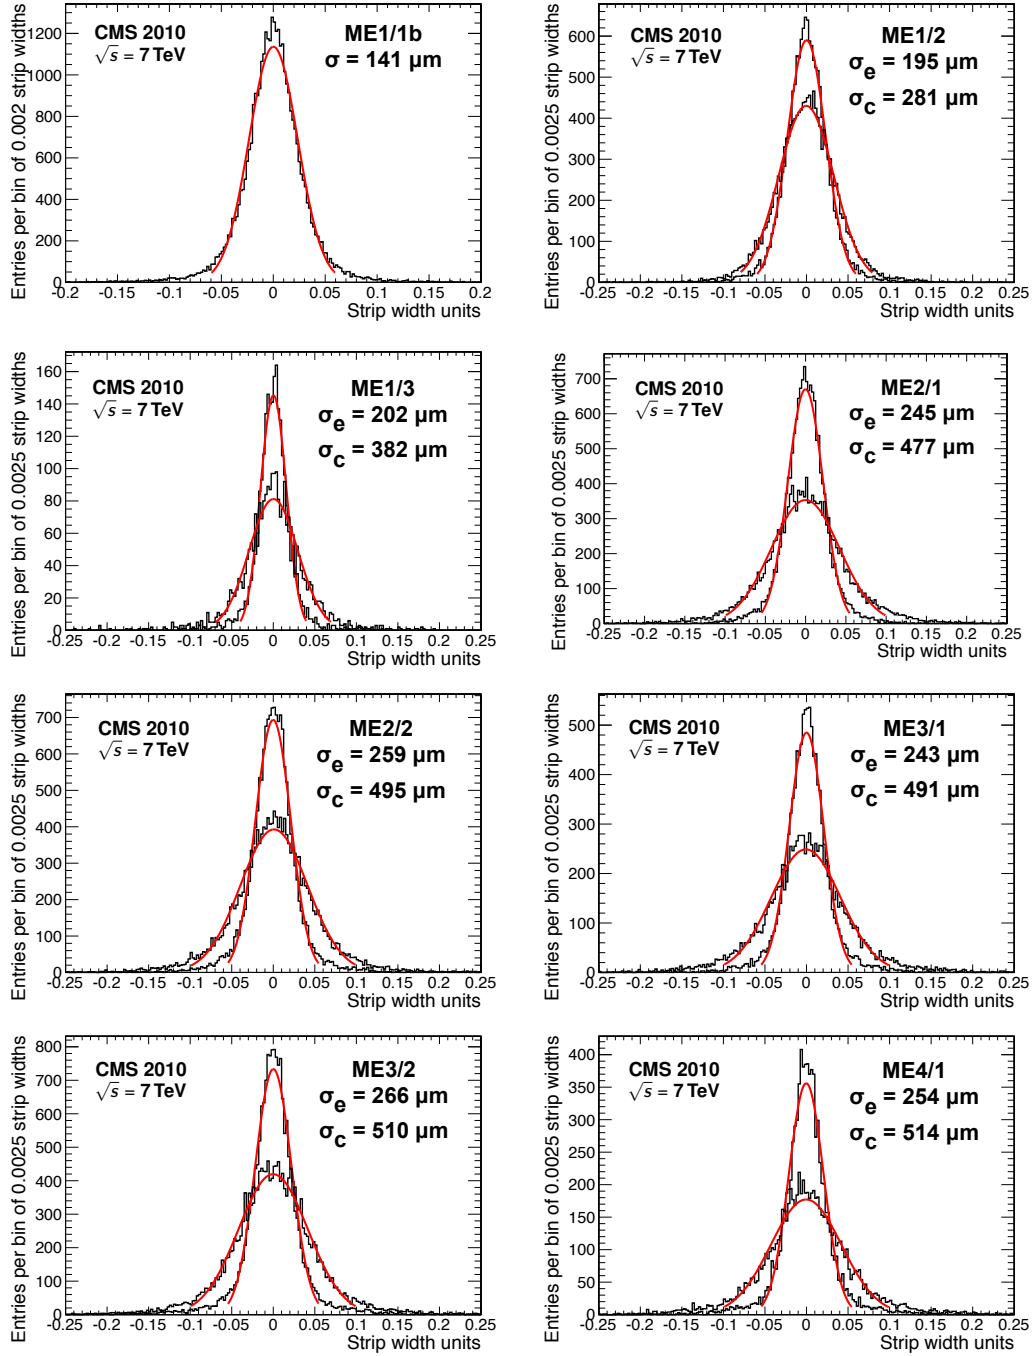 Entries per bin of 0.002 strip widths
CMS 2010
√s = 7 TeV
ME1/1b
σ = 141 μm
1200
1000
800
600
400
200
0
-0.2 -0.15 -0.1 -0.05 0 0.05 0.1 0.15 0.2
Strip width units
Entries per bin of 0.0025 strip widths
CMS 2010
√s = 7 TeV
ME1/2
σe = 195 μm
σc = 281 μm
600
500
400
300
200
100
0
-0.25 -0.2 -0.15 -0.1 -0.05 0 0.05 0.1 0.15 0.2 0.25
Strip width units
Entries per bin of 0.0025 strip widths
CMS 2010
√s = 7 TeV
ME1/3
σe = 202 μm
σc = 382 μm
160
140
120
100
80
60
40
20
0
-0.25 -0.2 -0.15 -0.1 -0.05 0 0.05 0.1 0.15 0.2 0.25
Strip width units
Entries per bin of 0.0025 strip widths
CMS 2010
√s = 7 TeV
ME2/1
σe = 245 μm
σc = 477 μm
700
600
500
400
300
200
100
0
-0.25 -0.2 -0.15 -0.1 -0.05 0 0.05 0.1 0.15 0.2 0.25
Strip width units
Entries per bin of 0.0025 strip widths
CMS 2010
√s = 7 TeV
ME2/2
σe = 259 μm
σc = 495 μm
700
600
500
400
300
200
100
0
-0.25 -0.2 -0.15 -0.1 -0.05 0 0.05 0.1 0.15 0.2 0.25
Strip width units
Entries per bin of 0.0025 strip widths
CMS 2010
√s = 7 TeV
ME3/1
σe = 243 μm
σc = 491 μm
500
400
300
200
100
0
-0.25 -0.2 -0.15 -0.1 -0.05 0 0.05 0.1 0.15 0.2 0.25
Strip width units
Entries per bin of 0.0025 strip widths
CMS 2010
√s = 7 TeV
ME3/2
σe = 266 μm
σc = 510 μm
800
700
600
500
400
300
200
100
0
-0.25 -0.2 -0.15 -0.1 -0.05 0 0.05 0.1 0.15 0.2 0.25
Strip width units
Entries per bin of 0.0025 strip widths
CMS 2010
√s = 7 TeV
ME4/1
σe = 254 μm
σc = 514 μm
400
350
300
250
200
150
100
50
0
-0.25 -0.2 -0.15 -0.1 -0.05 0 0.05 0.1 0.15 0.2 0.25
Strip width units